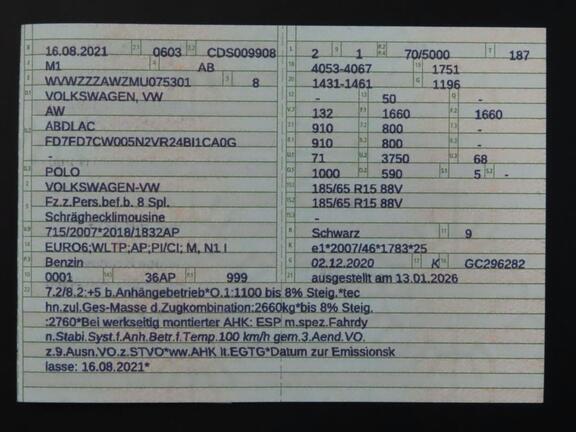 16.08.2021 0603 CDS009908
M1 AB
WVWZZZAWZMU075301 8
VOLKSWAGEN, VW
AW
ABDLAC
FD7FD7CW005N2VR24BI1CA0G
-
POLO
VOLKSWAGEN-VW
Fz.z.Pers.bef.b. 8 Spl.
Schräghecklimousine
715/2007*2018/1832AP
EURO6;WLTP;AP;PI/CI; M, N1 I
Benzin
0001 36AP 999
2 1 70/5000 187
4053-4067 1751
1431-1461 1196
- 50 -
132 1660 1660
910 800 -
910 800 -
71 3750 68
1000 590 5 -
185/65 R15 88V
185/65 R15 88V
-
Schwarz 9
e1*2007/46*1783*25
02.12.2020 K GC296282
ausgestellt am 13.01.2026
7.2/8.2:+5 b.Anhängebetrieb*O.1:1100 bis 8% Steig.*tec
hn.zul.Ges-Masse d.Zugkombination:2660kg*bis 8% Steig.
:2760*Bei werkseitig montierter AHK: ESP m.spez.Fahrdy
n.Stabi.Syst.f.Anh.Betr.f.Temp.100 km/h gem.3.Aend.VO.
z.9.Ausn.VO.z.STVO*ww.AHK lt.EGTG*Datum zur Emissionsk
lasse: 16.08.2021*